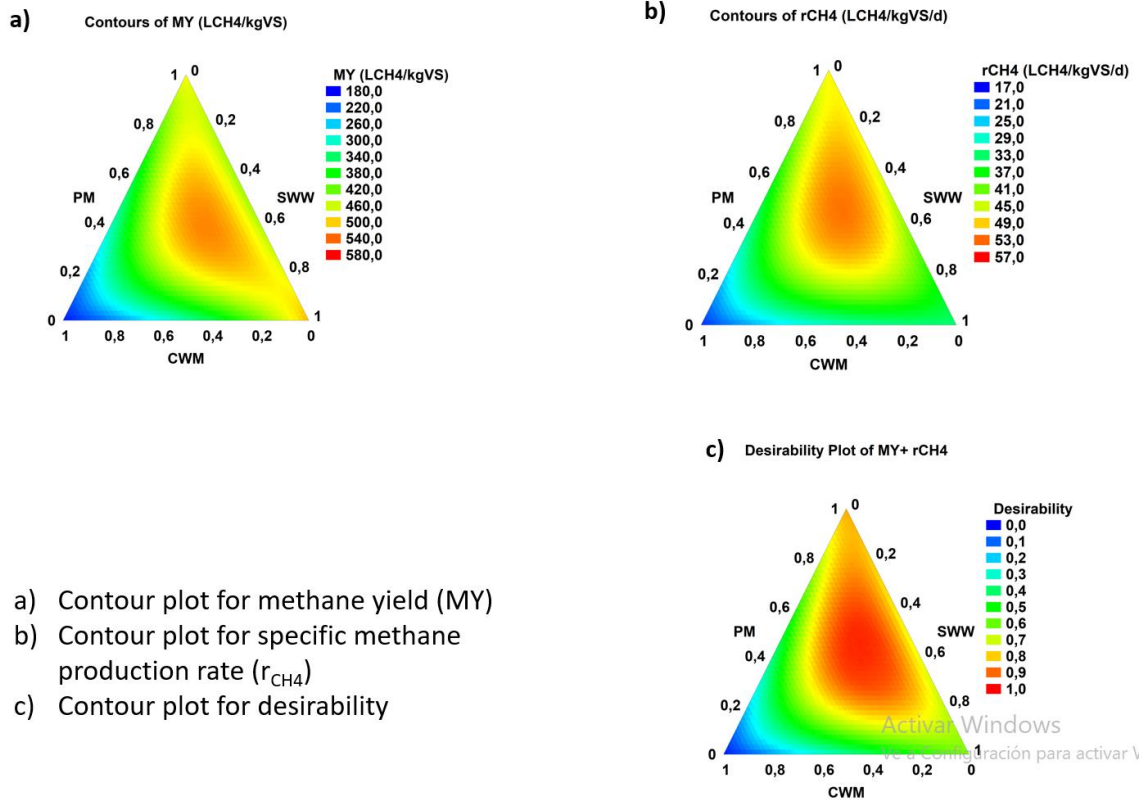 a)
Contours of MY (LCH4/kgVS)
MY (LCH4/kgVS)
180,0
220,0
260,0
300,0
340,0
380,0
420,0
460,0
500,0
540,0
580,0
1 0
0,8 0,2
0,6 0,4
PM SWW
0,4 0,6
0,2 0,8
0 1
1 0,8 0,6 0,4 0,2 0
CWM
b)
Contours of rCH4 (LCH4/kgVS/d)
rCH4 (LCH4/kgVS/d)
17,0
21,0
25,0
29,0
33,0
37,0
41,0
45,0
49,0
53,0
57,0
1 0
0,8 0,2
0,6 0,4
PM SWW
0,4 0,6
0,2 0,8
0 1
1 0,8 0,6 0,4 0,2 0
CWM
c)
Desirability Plot of MY+ rCH4
Desirability
0,0
0,1
0,2
0,3
0,4
0,5
0,6
0,7
0,8
0,9
1,0
1 0
0,8 0,2
0,6 0,4
PM SWW
0,4 0,6
0,2 0,8
0 1
1 0,8 0,6 0,4 0,2 0
CWM
a) Contour plot for methane yield (MY)
b) Contour plot for specific methane
production rate (rCH4)
c) Contour plot for desirability
Activar Windows
Ve a Configuración para activar W